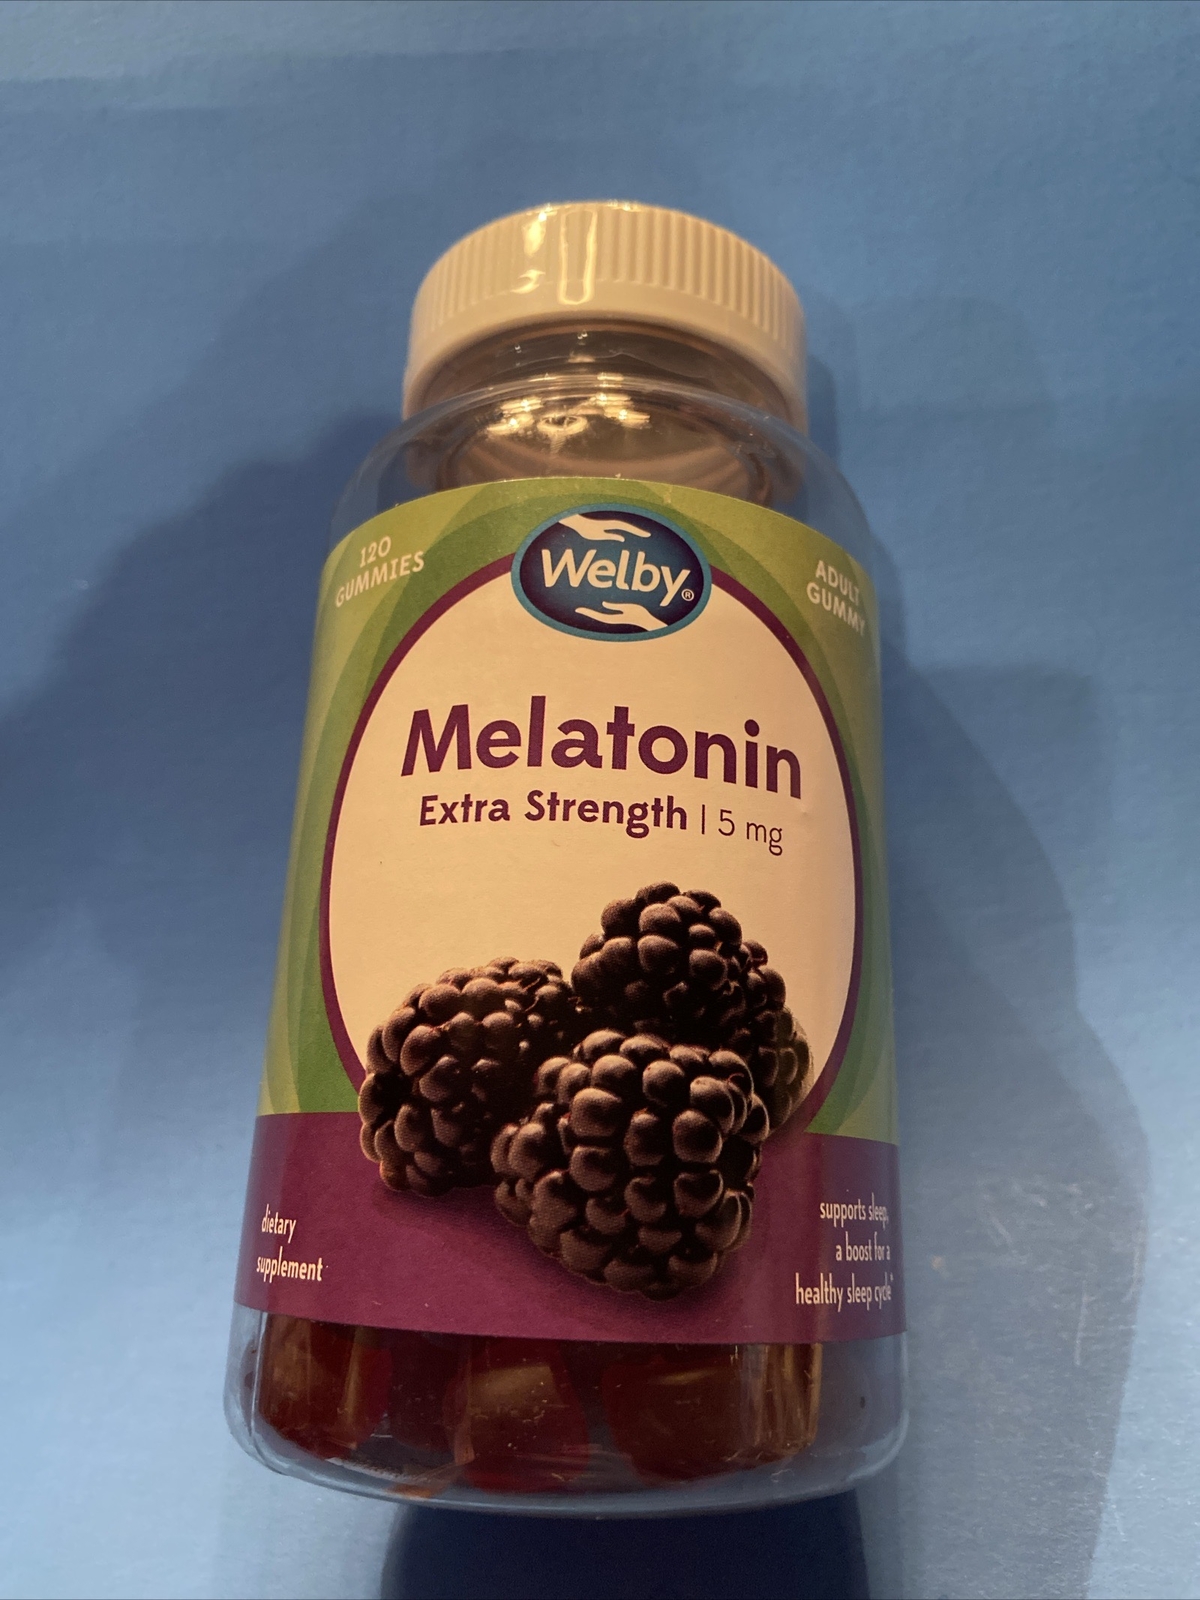 120
GUMMIES
Welby®
ADULT
GUMMY
Melatonin
Extra Strength | 5 mg
dietary
supplement
supports sleep,
a boost for a
healthy sleep cycle*